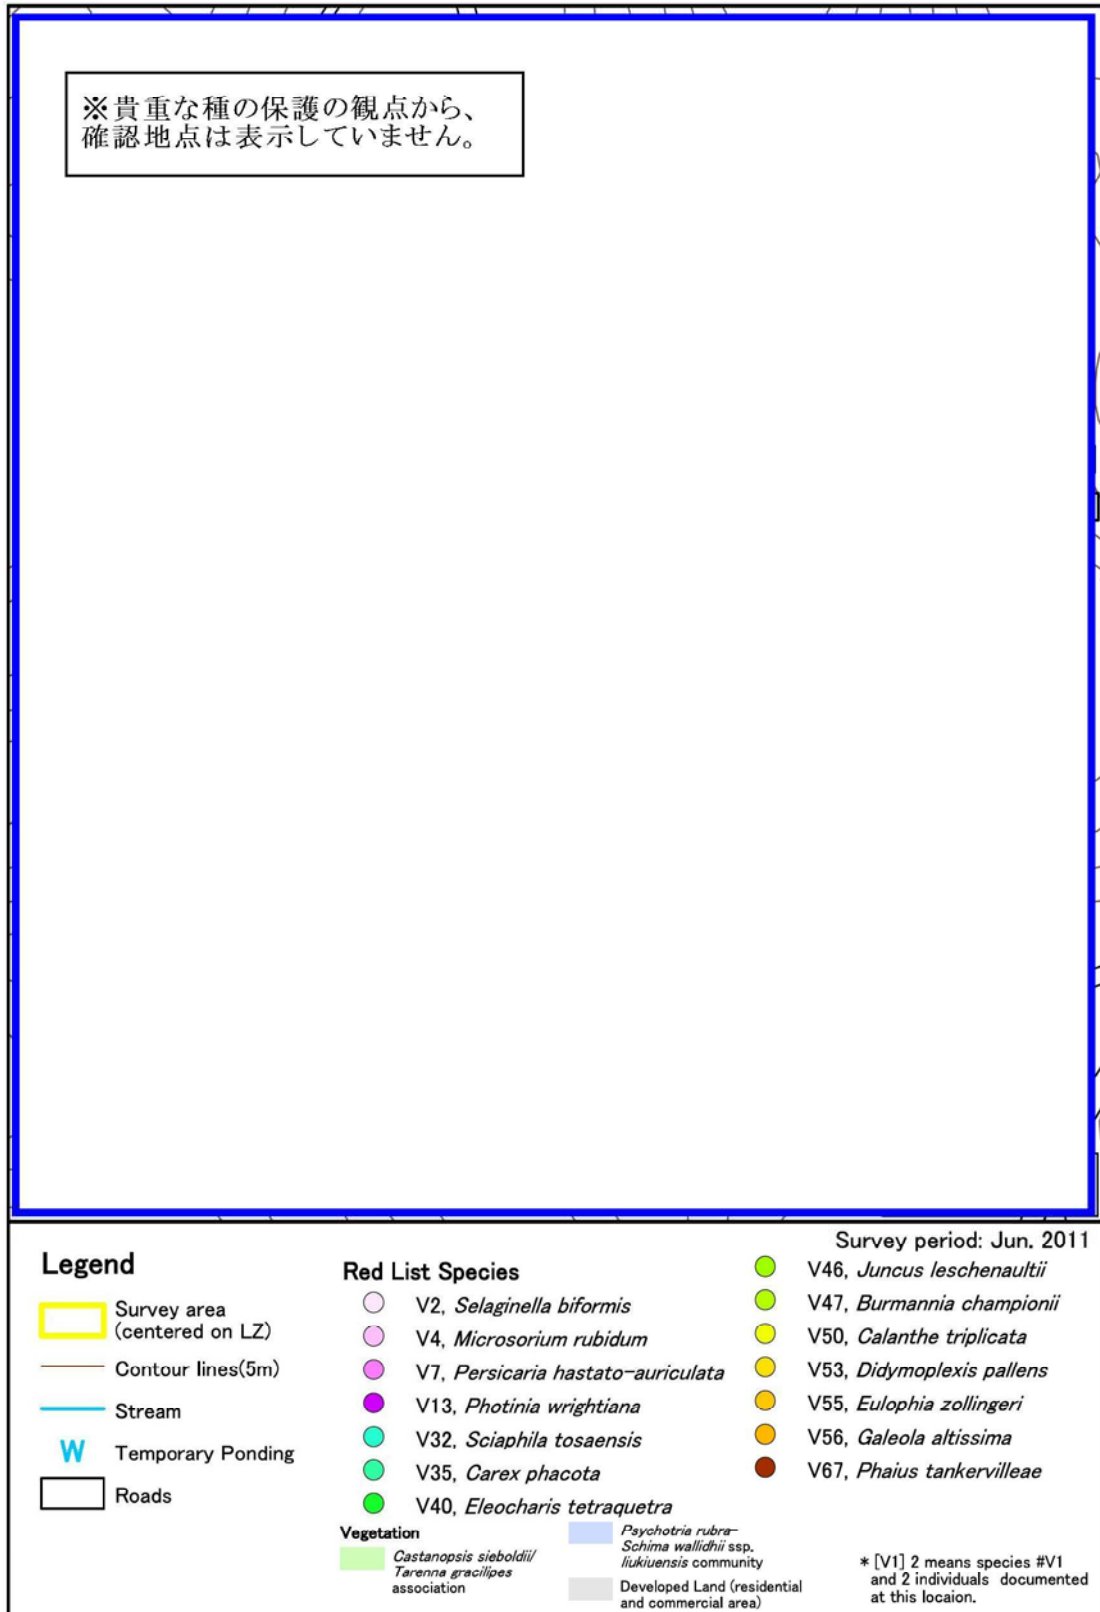 ※貴重な種の保護の観点から、
確認地点は表示していません。
Survey period: Jun. 2011
Legend
Survey area
(centered on LZ)
Contour lines(5m)
Stream
W Temporary Ponding
Roads
Red List Species
V2, Selaginella biformis
V4, Microsorium rubidum
V7, Persicaria hastato-auriculata
V13, Photinia wrightiana
V32, Sciaphila tosaensis
V35, Carex phacota
V40, Eleocharis tetraquetra
V46, Juncus leschenaultii
V47, Burmannia championii
V50, Calanthe triplicata
V53, Didymoplexis pallens
V55, Eulophia zollingeri
V56, Galeola altissima
V67, Phaius tankervilleae
Vegetation
Castanopsis sieboldii/
Tarenna gracilipes
association
Psychotria rubra-
Schima wallidhii ssp.
liukiuensis community
Developed Land (residential
and commercial area)
* [V1] 2 means species #V1
and 2 individuals documented
at this locaion.